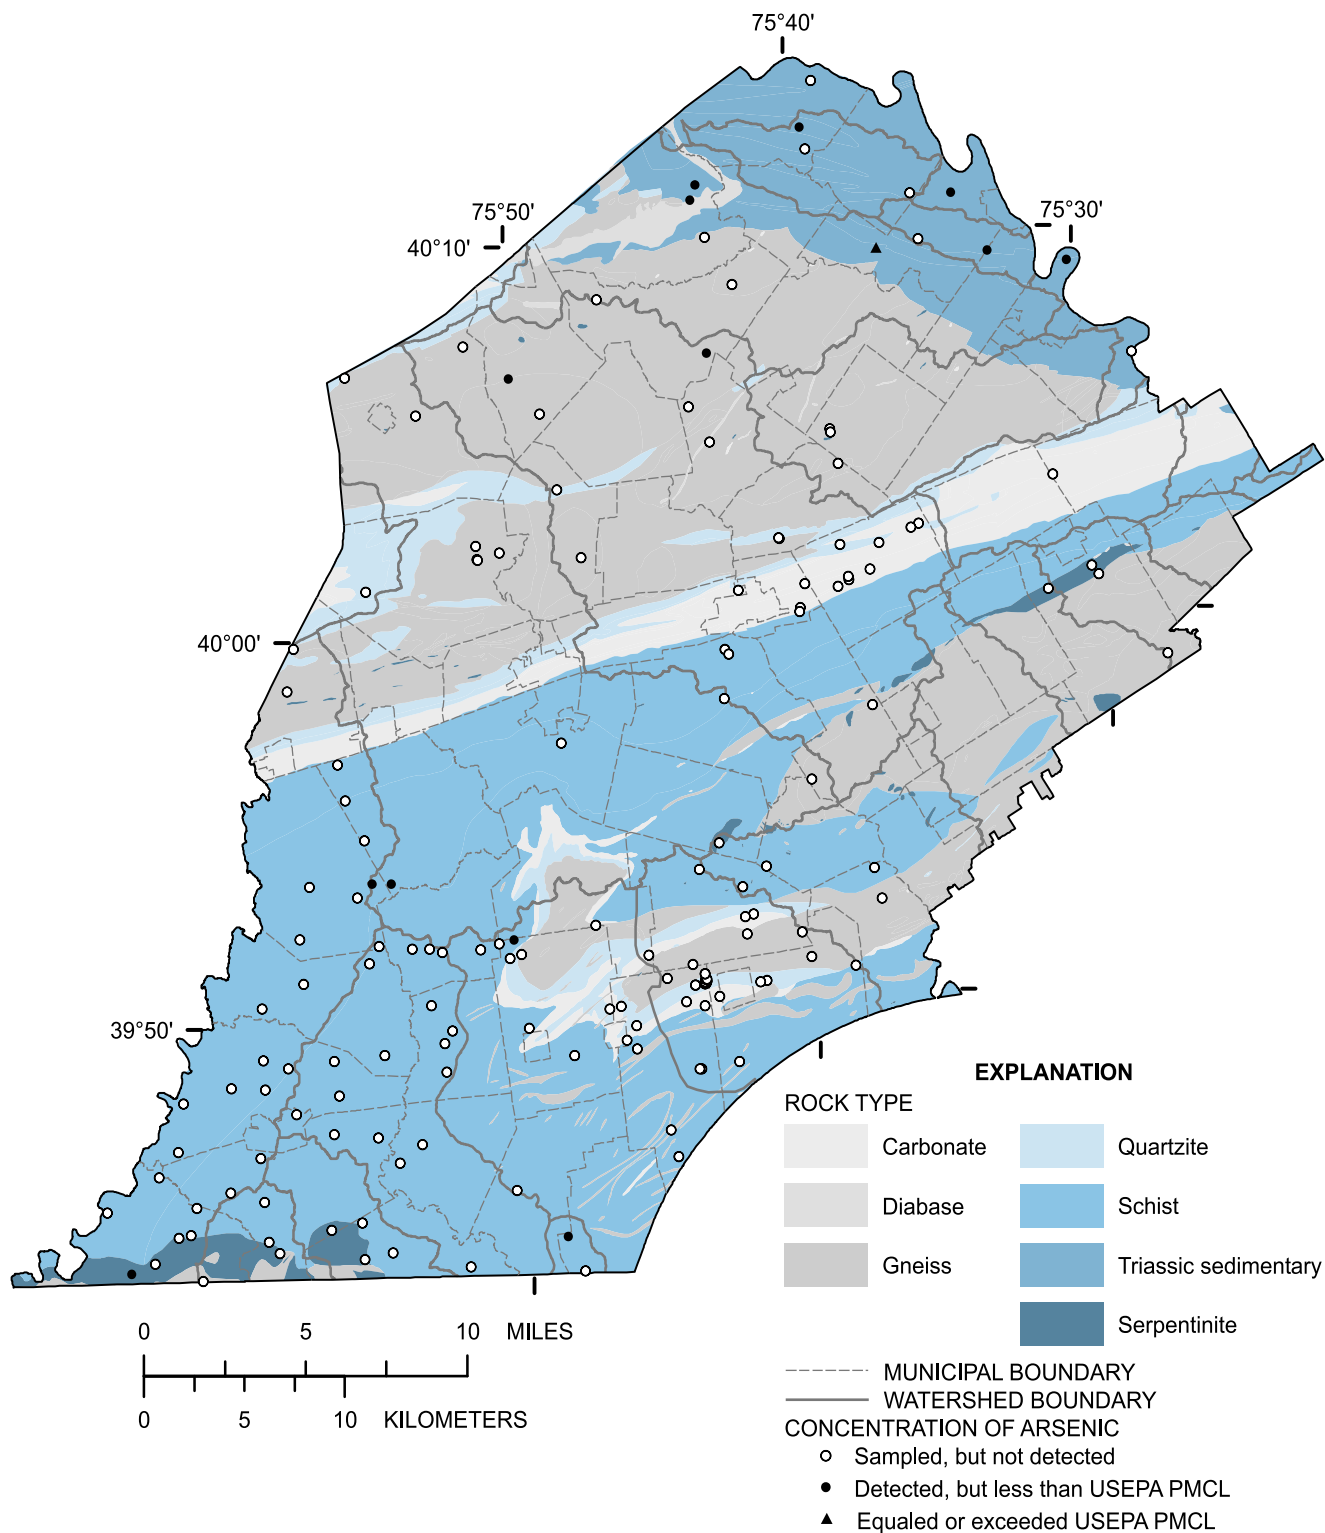 75°40'
75°50'
75°30'
40°10'
40°00'
39°50'
EXPLANATION
ROCK TYPE
Carbonate
Quartzite
Diabase
Schist
Gneiss
Triassic sedimentary
Serpentinite
0 5 10 MILES
0 5 10 KILOMETERS
MUNICIPAL BOUNDARY
WATERSHED BOUNDARY
CONCENTRATION OF ARSENIC
Sampled, but not detected
Detected, but less than USEPA PMCL
Equaled or exceeded USEPA PMCL